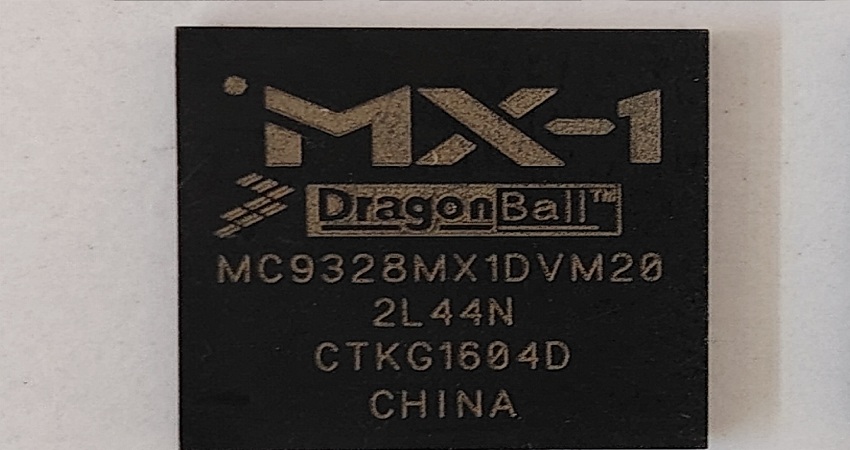 MX-1
DragonBall™
MC9328MX1DVM20
2L44N
CTKG1604D
CHINA